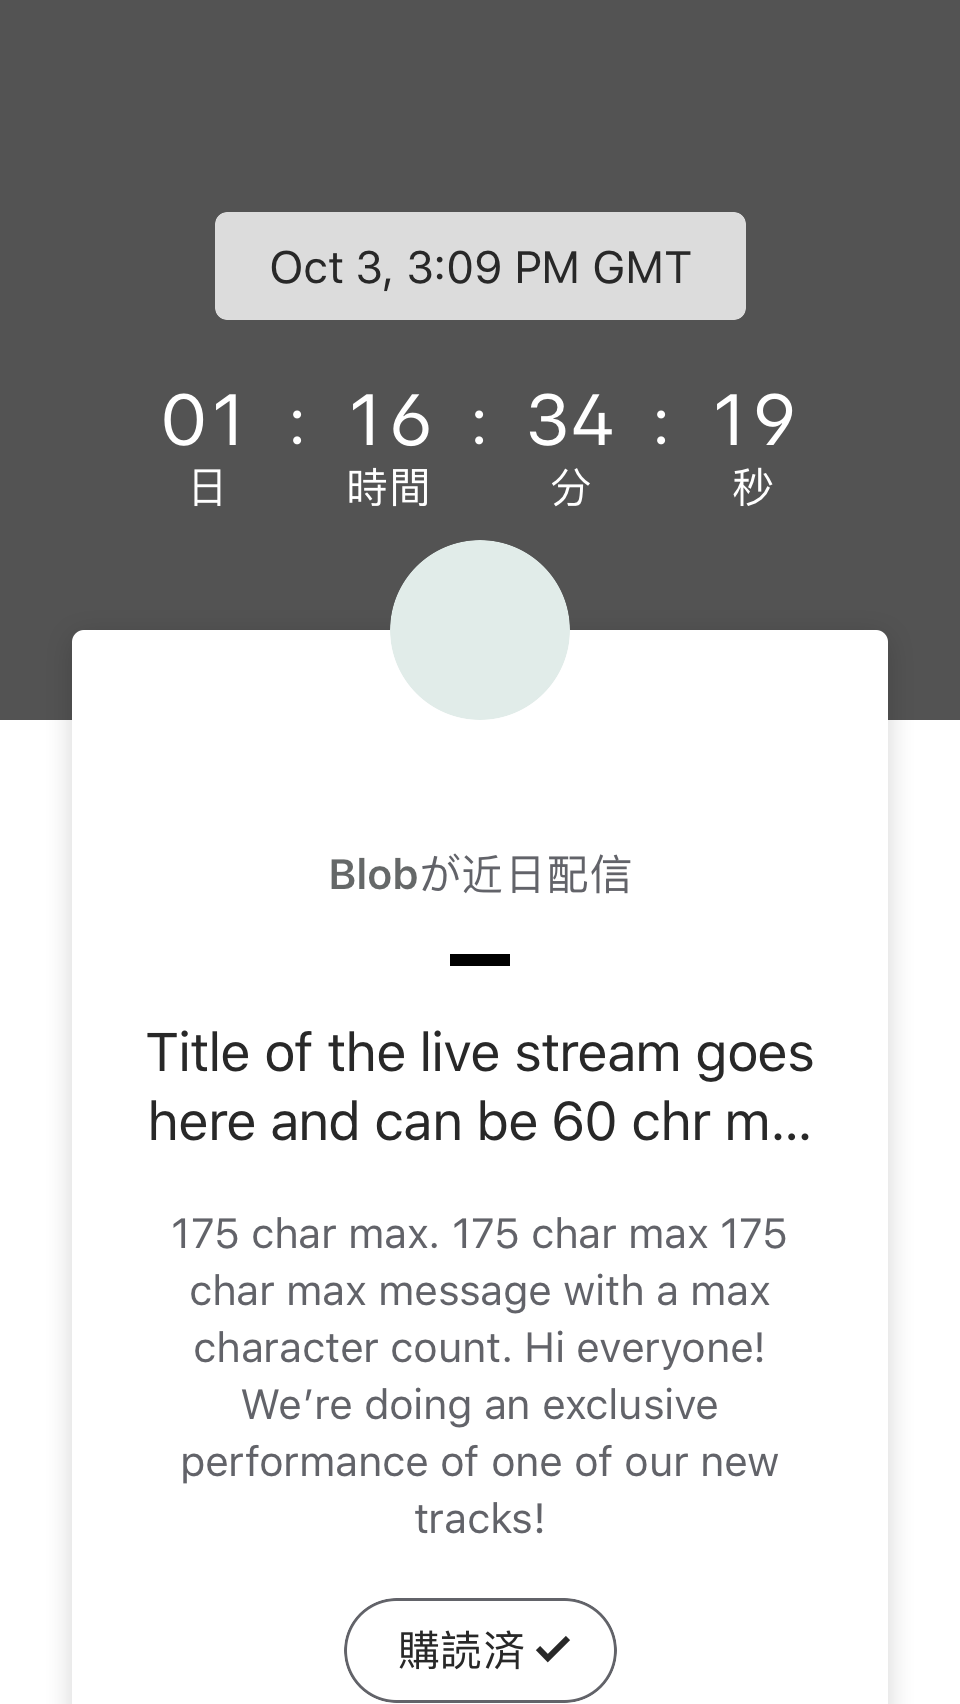 Oct 3, 3:09 PM GMT
01 : 16 : 34 : 19
日 時間 分 秒
Blobが近日配信
Title of the live stream goes
here and can be 60 chr m...
175 char max. 175 char max 175
char max message with a max
character count. Hi everyone!
We’re doing an exclusive
performance of one of our new
tracks!
購読済 ✓